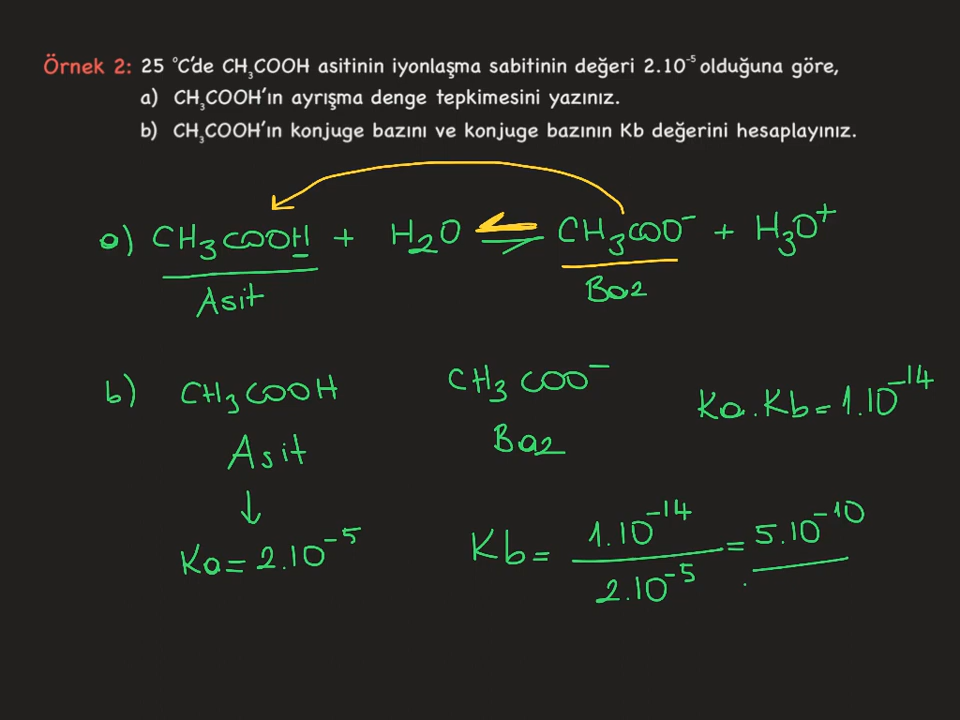 Örnek 2: 25 °C'de CH₃COOH asitinin iyonlaşma sabitinin değeri 2.10⁻⁵ olduğuna göre,
a) CH₃COOH'ın ayrışma denge tepkimesini yazınız.
b) CH₃COOH'ın konjuge bazını ve konjuge bazının Kb değerini hesaplayınız.
a) CH₃COOH + H₂O ⇌ CH₃COO⁻ + H₃O⁺
Asit Baz
b) CH₃COOH CH₃COO⁻ Ka.Kb=1.10⁻¹⁴
Asit Baz
↓
Ka=2.10⁻⁵ Kb= 1.10⁻¹⁴ / 2.10⁻⁵ = 5.10⁻¹⁰